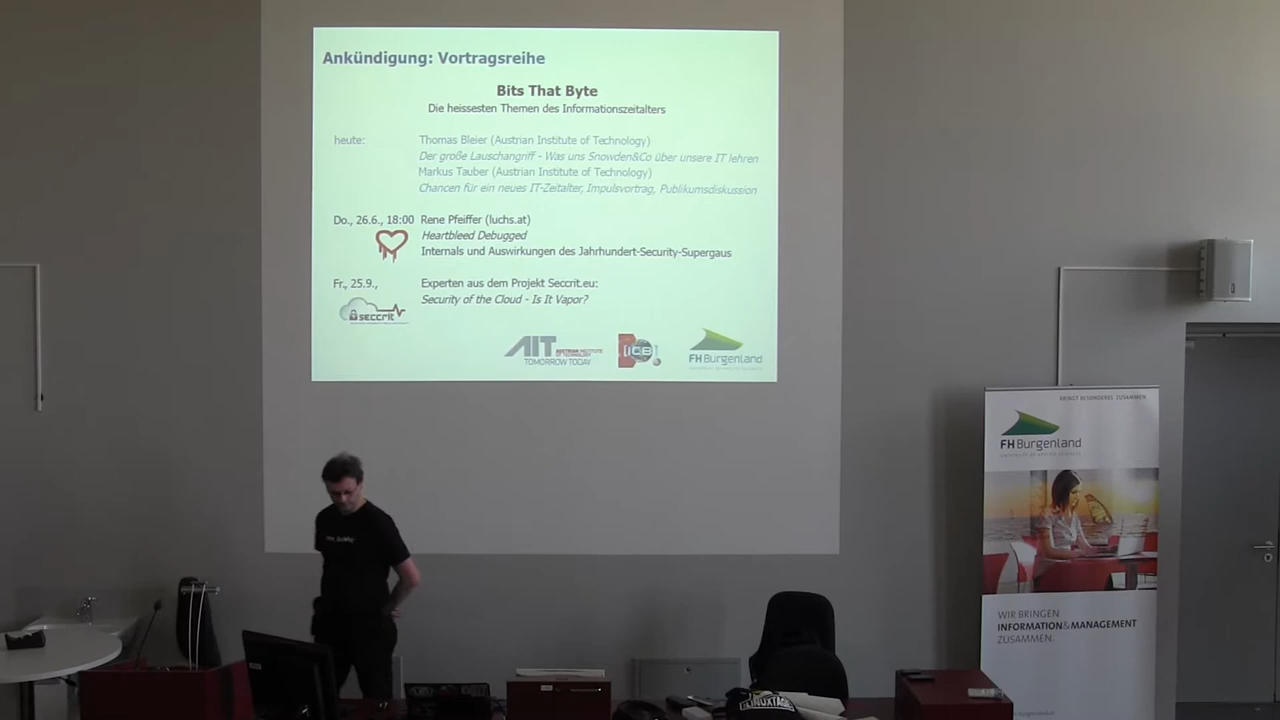 Ankündigung: Vortragsreihe
Bits That Byte
Die heissesten Themen des Informationszeitalters
heute: Thomas Bleier (Austrian Institute of Technology)
Der große Lauschangriff - Was uns Snowden&Co über unsere IT lehren
Markus Tauber (Austrian Institute of Technology)
Chancen für ein neues IT-Zeitalter, Impulsvortrag, Publikumsdiskussion
Do., 26.6., 18:00 Rene Pfeiffer (luchs.at)
Heartbleed Debugged
Internals und Auswirkungen des Jahrhundert-Security-Supergaus
Fr., 25.9., Experten aus dem Projekt Seccrit.eu:
Security of the Cloud - Is It Vapor?
seccrit
AIT AUSTRIAN INSTITUTE OF TECHNOLOGY
TOMORROW TODAY
FH Burgenland
BRINGT BESONDERES ZUSAMMEN
FH Burgenland
UNIVERSITY OF APPLIED SCIENCES
WIR BRINGEN
INFORMATION & MANAGEMENT
ZUSAMMEN.
LINUXTAGE